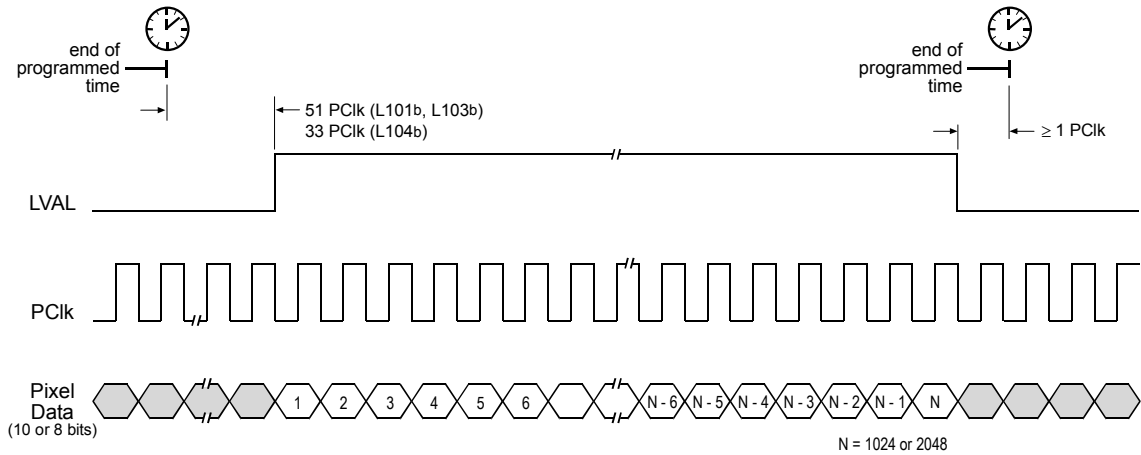 end of
programmed
time
51 PClk (L101b, L103b)
33 PClk (L104b)
end of
programmed
time
≥ 1 PClk
LVAL
PClk
Pixel
Data
(10 or 8 bits)
1 2 3 4 5 6 N - 6 N - 5 N - 4 N - 3 N - 2 N - 1 N
N = 1024 or 2048